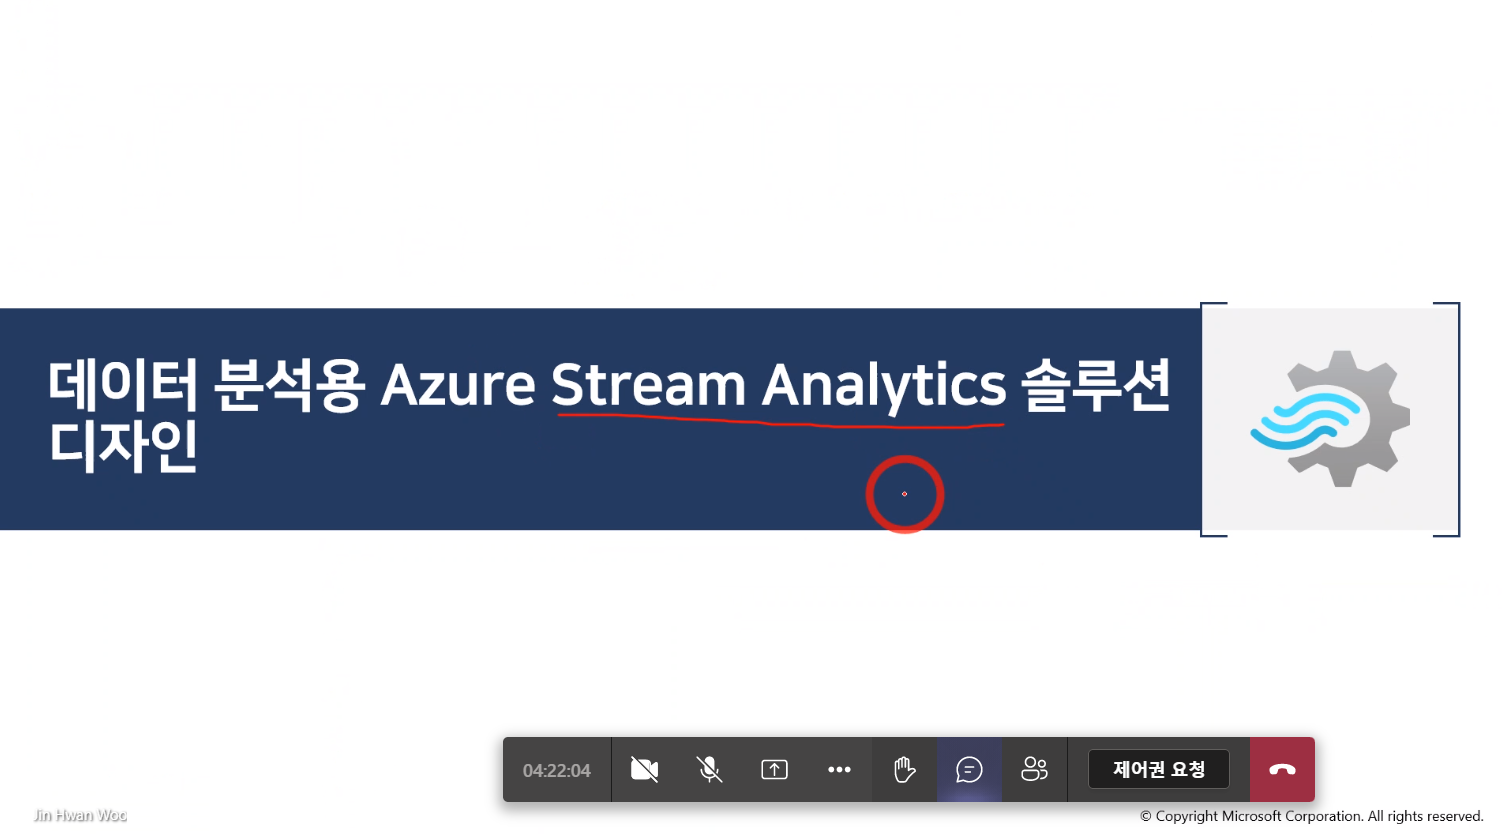 데이터 분석용 Azure Stream Analytics 솔루션
디자인
04:22:04
제어권 요청
Jin Hwan Woo
© Copyright Microsoft Corporation. All rights reserved.